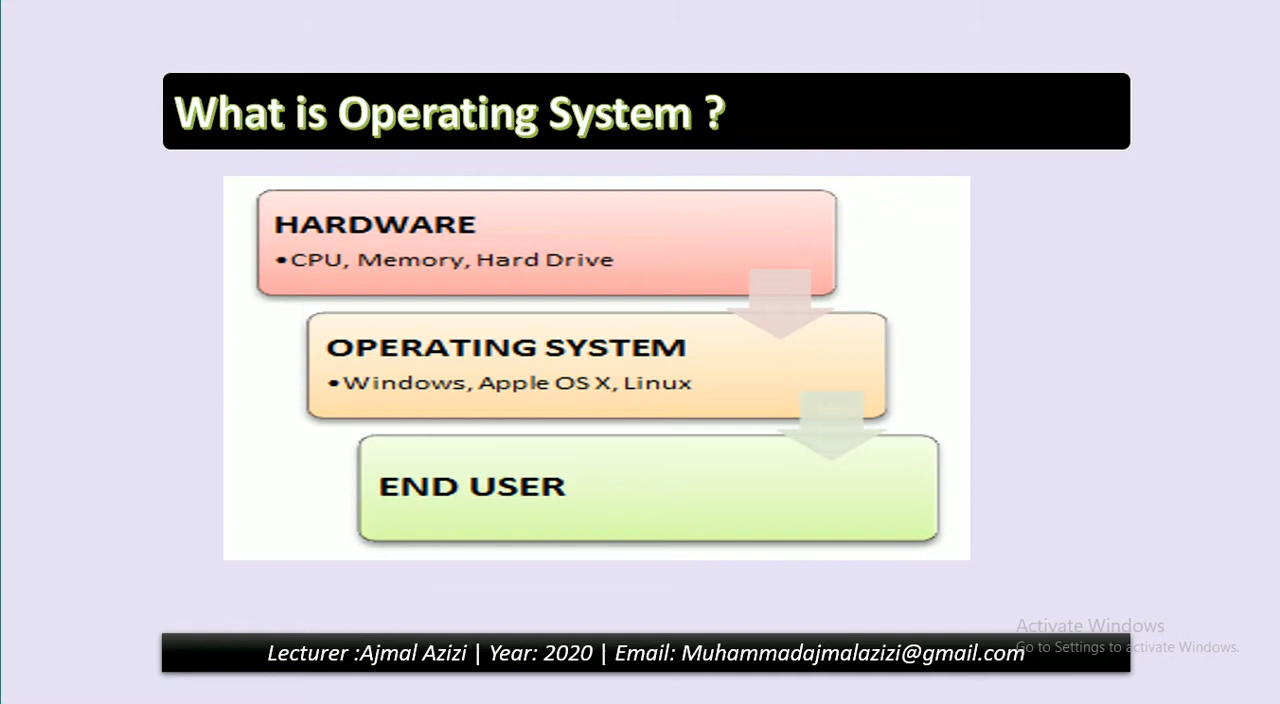 What is Operating System ?
HARDWARE
•CPU, Memory, Hard Drive
OPERATING SYSTEM
•Windows, Apple OS X, Linux
END USER
Activate Windows
Go to Settings to activate Windows.
Lecturer :Ajmal Azizi | Year: 2020 | Email: Muhammadajmalazizi@gmail.com